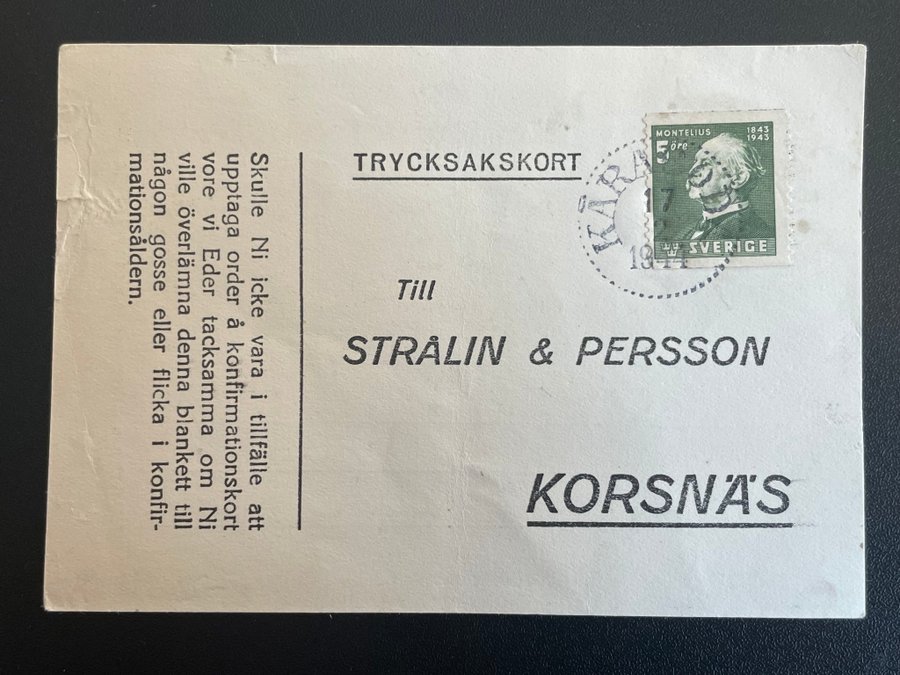 Skulle Ni icke vara i tillfälle att
upptaga order å konfirmationskort
vore vi Eder tacksamma om Ni
ville överlämna denna blankett till
någon gosse eller flicka i konfir-
mationsåldern.
TRYCKSAKSKORT
MONTELIUS 1843
1943
5 öre
SVERIGE
17
1944
Till
STRÅLIN & PERSSON
KORSNÄS